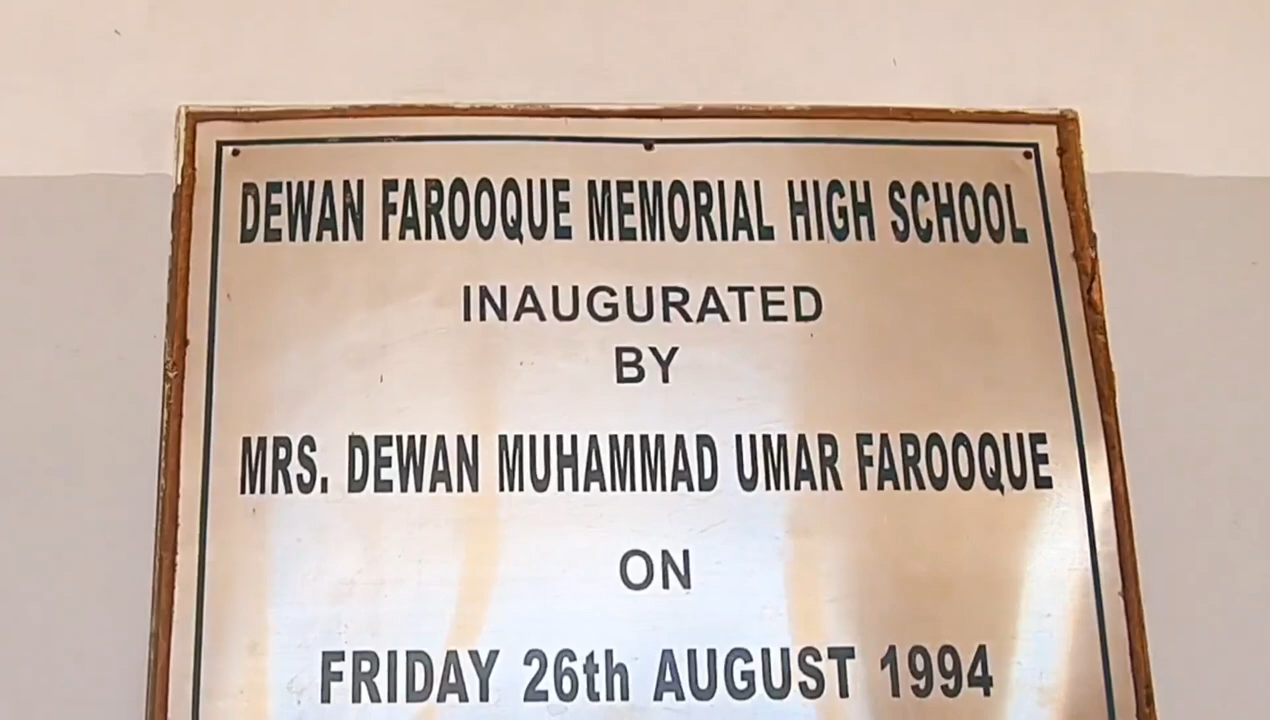 DEWAN FAROOQUE MEMORIAL HIGH SCHOOL
INAUGURATED
BY
MRS. DEWAN MUHAMMAD UMAR FAROOQUE
ON
FRIDAY 26th AUGUST 1994